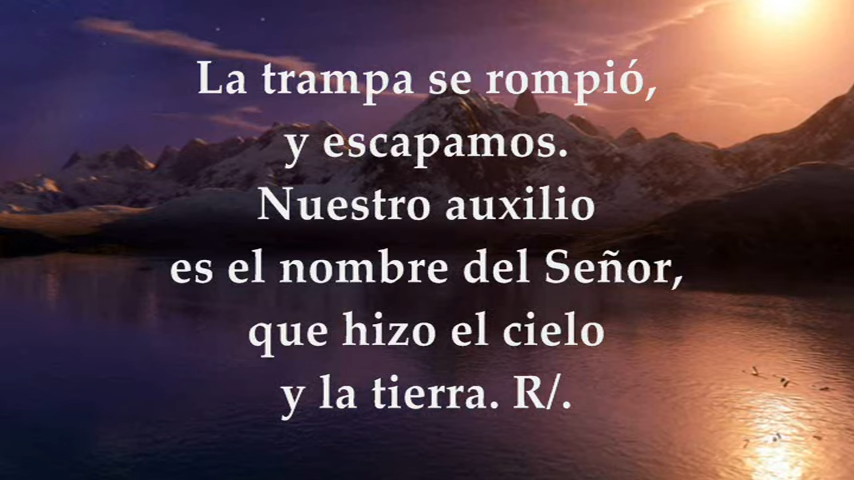 La trampa se rompió,
y escapamos.
Nuestro auxilio
es el nombre del Señor,
que hizo el cielo
y la tierra. R/.